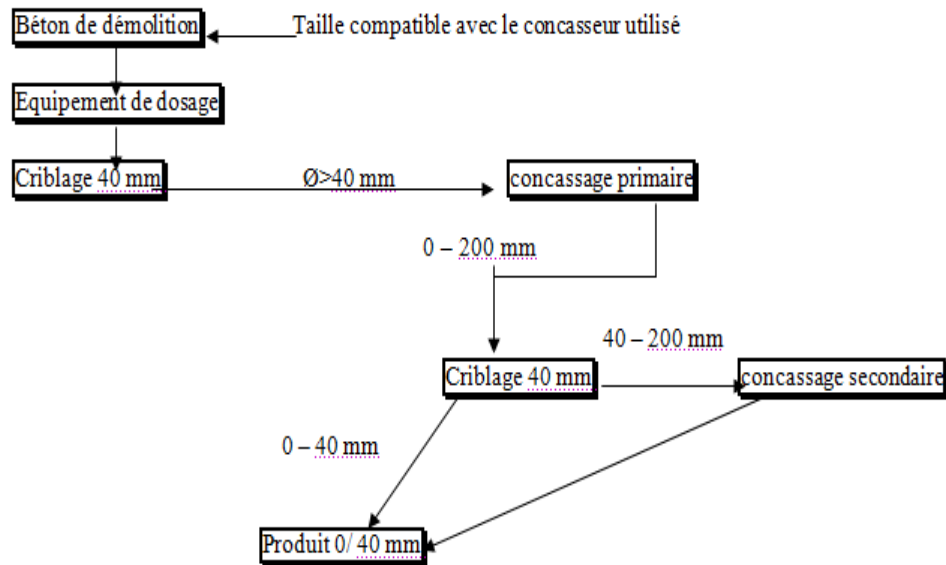 Béton de démolition
Taille compatible avec le concasseur utilisé
Equipement de dosage
Criblage 40 mm
Ø>40 mm
concassage primaire
0 – 200 mm
40 – 200 mm
Criblage 40 mm
concassage secondaire
0 – 40 mm
Produit 0/ 40 mm